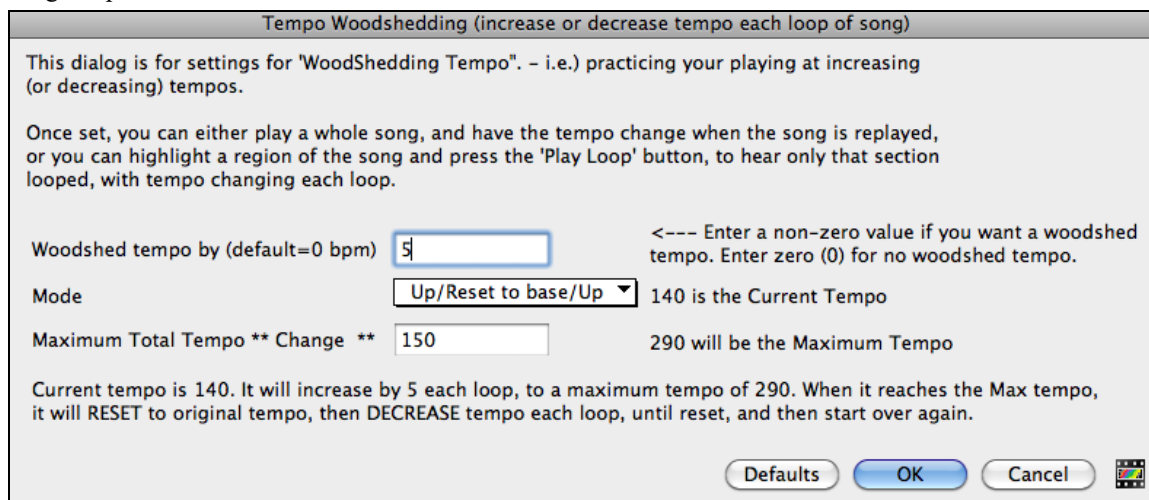 Tempo Woodshedding (increase or decrease tempo each loop of song)
This dialog is for settings for 'WoodShedding Tempo". – i.e.) practicing your playing at increasing
(or decreasing) tempos.
Once set, you can either play a whole song, and have the tempo change when the song is replayed,
or you can highlight a region of the song and press the 'Play Loop' button, to hear only that section
looped, with tempo changing each loop.
Woodshed tempo by (default=0 bpm) 5 <--- Enter a non-zero value if you want a woodshed
tempo. Enter zero (0) for no woodshed tempo.
Mode Up/Reset to base/Up 140 is the Current Tempo
Maximum Total Tempo ** Change ** 150 290 will be the Maximum Tempo
Current tempo is 140. It will increase by 5 each loop, to a maximum tempo of 290. When it reaches the Max tempo,
it will RESET to original tempo, then DECREASE tempo each loop, until reset, and then start over again.
Defaults OK Cancel